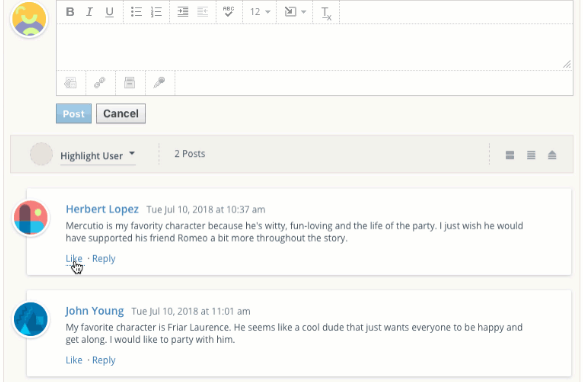 B I U ABC 12 Tx
Post Cancel
Highlight User 2 Posts
Herbert Lopez Tue Jul 10, 2018 at 10:37 am
Mercutio is my favorite character because he's witty, fun-loving and the life of the party. I just wish he would
have supported his friend Romeo a bit more throughout the story.
Like · Reply
John Young Tue Jul 10, 2018 at 11:01 am
My favorite character is Friar Laurence. He seems like a cool dude that just wants everyone to be happy and
get along. I would like to party with him.
Like · Reply